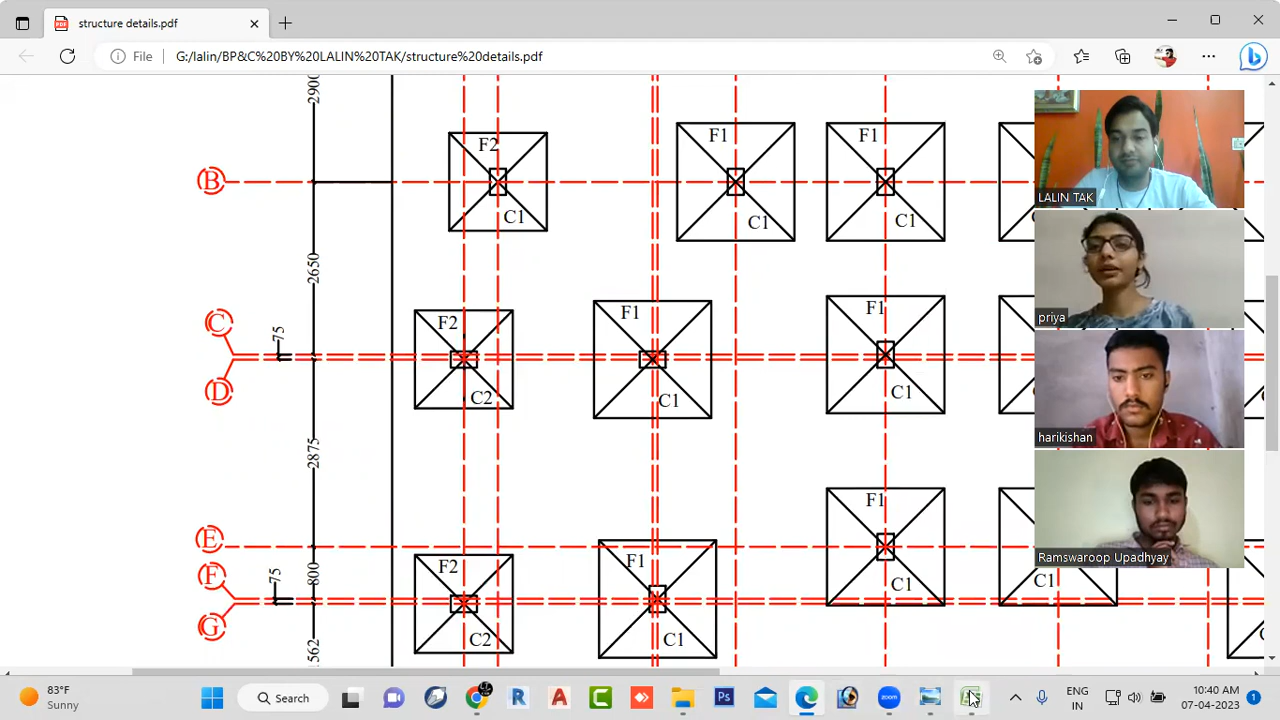 structure details.pdf
File
G:/lalin/BP&C%20BY%20LALIN%20TAK/structure%20details.pdf
2900
B
F2
C1
F1
C1
F1
C1
LALIN TAK
2650
C
D
75
F2
C2
F1
C1
F1
C1
priya
harikishan
2875
E
F
G
75
800
1562
F2
C2
F1
C1
F1
C1
C1
Ramswaroop Upadhyay
83°F
Sunny
Search
ENG
IN
10:40 AM
07-04-2023
1